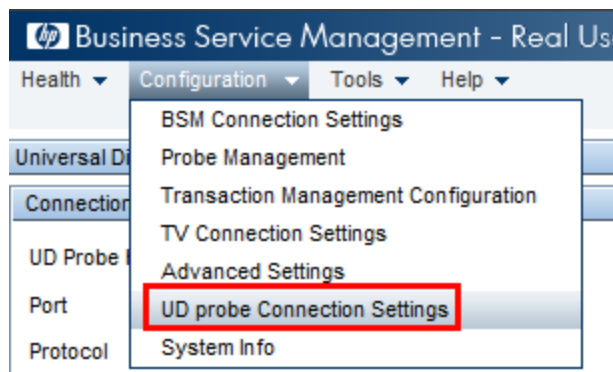 hp Business Service Management - Real Us
Health Configuration Tools Help
BSM Connection Settings
Universal Di Probe Management
Connection Transaction Management Configuration
TV Connection Settings
UD Probe Advanced Settings
Port UD probe Connection Settings
Protocol System Info